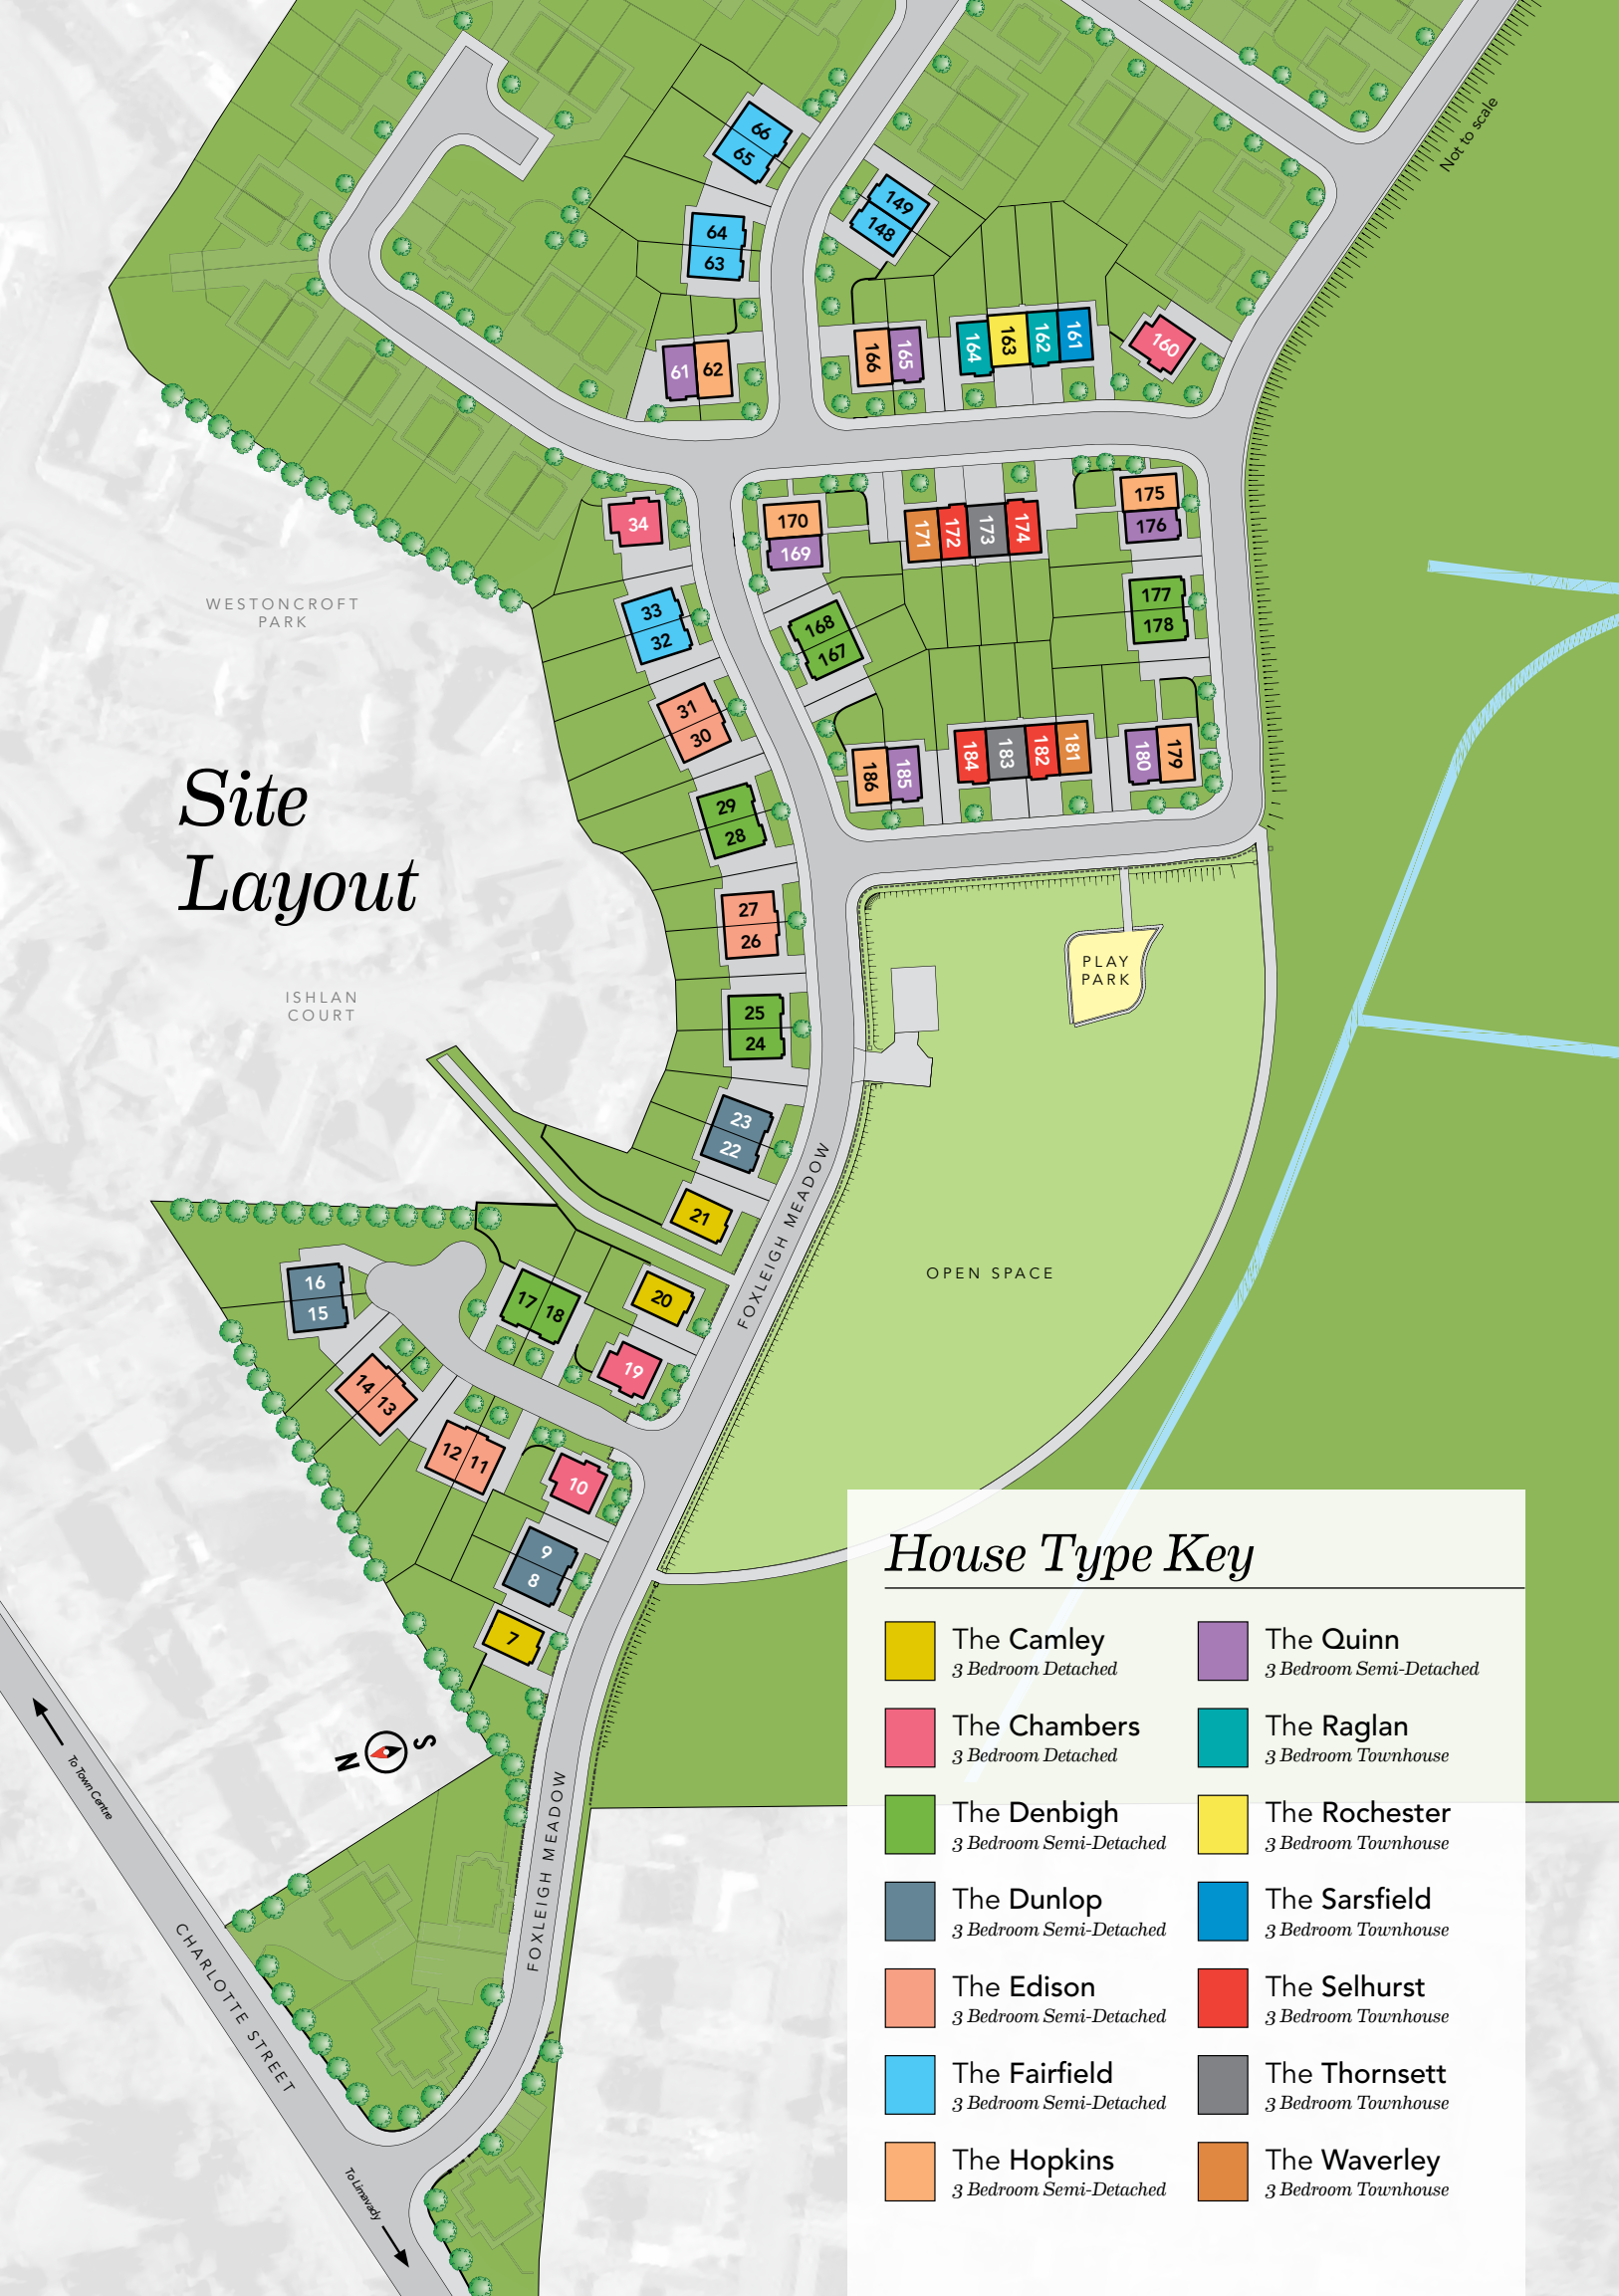 66
65
Not to scale
149
148
64
63
166
165
164
163
162
161
160
61
62
34
170
169
171
172
173
174
175
176
33
32
168
167
177
178
WESTONCROFT
PARK
31
30
186
185
184
183
182
181
180
179
Site
Layout
29
28
27
26
PLAY
PARK
ISHLAN
COURT
25
24
23
22
21
FOXLEIGH MEADOW
OPEN SPACE
16
15
17
18
20
19
14
13
12
11
10
9
8
7
N
S
To Town Centre
FOXLEIGH MEADOW
CHARLOTTE STREET
To Limavady
House Type Key
The Camley
3 Bedroom Detached
The Chambers
3 Bedroom Detached
The Denbigh
3 Bedroom Semi-Detached
The Dunlop
3 Bedroom Semi-Detached
The Edison
3 Bedroom Semi-Detached
The Fairfield
3 Bedroom Semi-Detached
The Hopkins
3 Bedroom Semi-Detached
The Quinn
3 Bedroom Semi-Detached
The Raglan
3 Bedroom Townhouse
The Rochester
3 Bedroom Townhouse
The Sarsfield
3 Bedroom Townhouse
The Selhurst
3 Bedroom Townhouse
The Thornsett
3 Bedroom Townhouse
The Waverley
3 Bedroom Townhouse